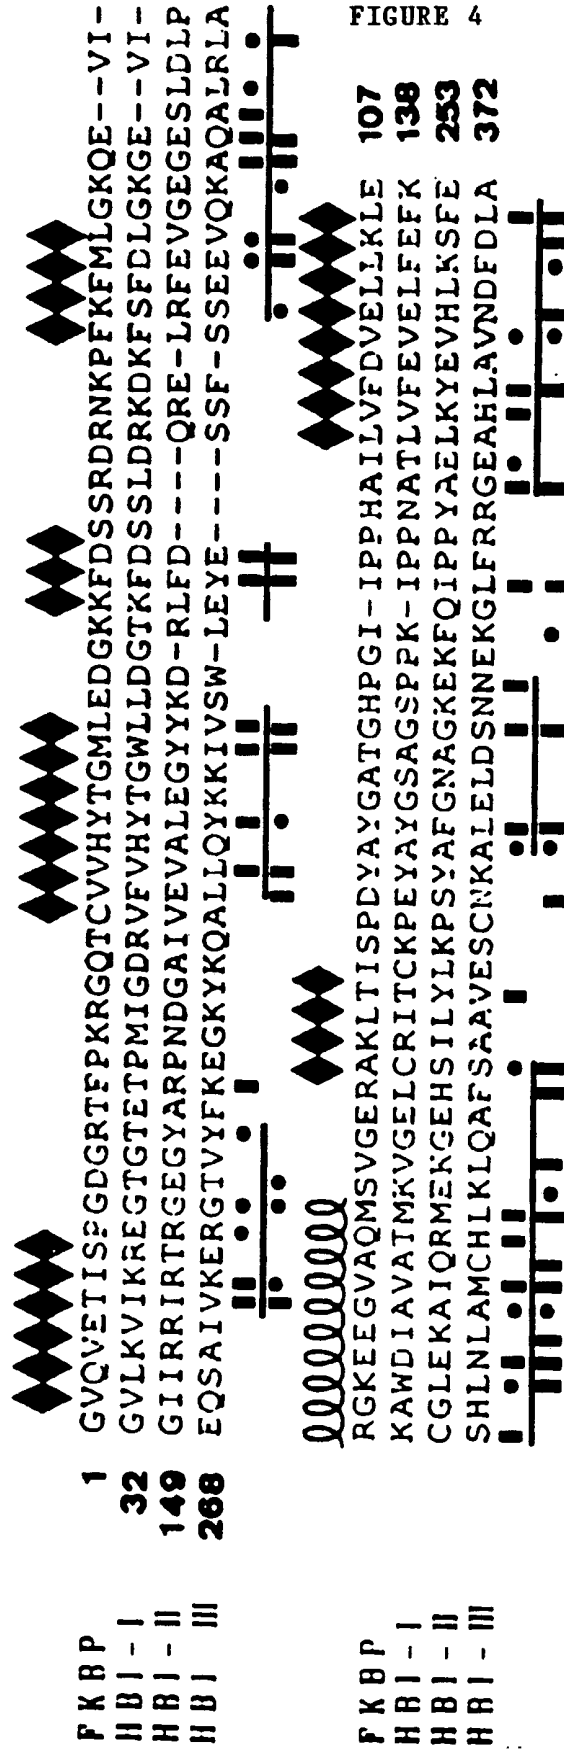 FIGURE 4
FKBP 1 GVQVETISPGDGRTFPKRGQTCVVHYTGMLEDGKKFDSSRDRNKPFKFMLGKQE--VI-
HBI-I 32 GVLKVIKREGTGTETPMIGDRVFVHYTGWLLDGTKFDSSLDRKDKFSFDLGKGE--VI-
HBI-II 149 GIIRRIRTRGEGYARPNDGAIVEVALEGYYKD-RLFD----QRE-LRFEVGEGESLDLP
HBI III 268 EQSAIVKERGTVYFKEGKYKQALLQYKKIVSW-LEYE----SSF-SSEEVQKAQALRLA
FKBP RGKEEGVAQMSVGERAKLTISPDYAYGATGHPGI-IPPHAILVFDVELLKLE 107
HBI-I KAWDIAVATMKVGELCRITCKPEYAYGSAGSPPK-IPPNATLVFEVELFEFK 138
HBI-II CGLEKAIQRMEKGEHSILYLKPSYAFGNAGKEKFQIPPYAELKYEVHLKSFE 253
HBI-III SHLNLAMCHLKLQAFSAAVESCNKALELDSNNEKGLFRRGEAHLAVNDFDLA 372